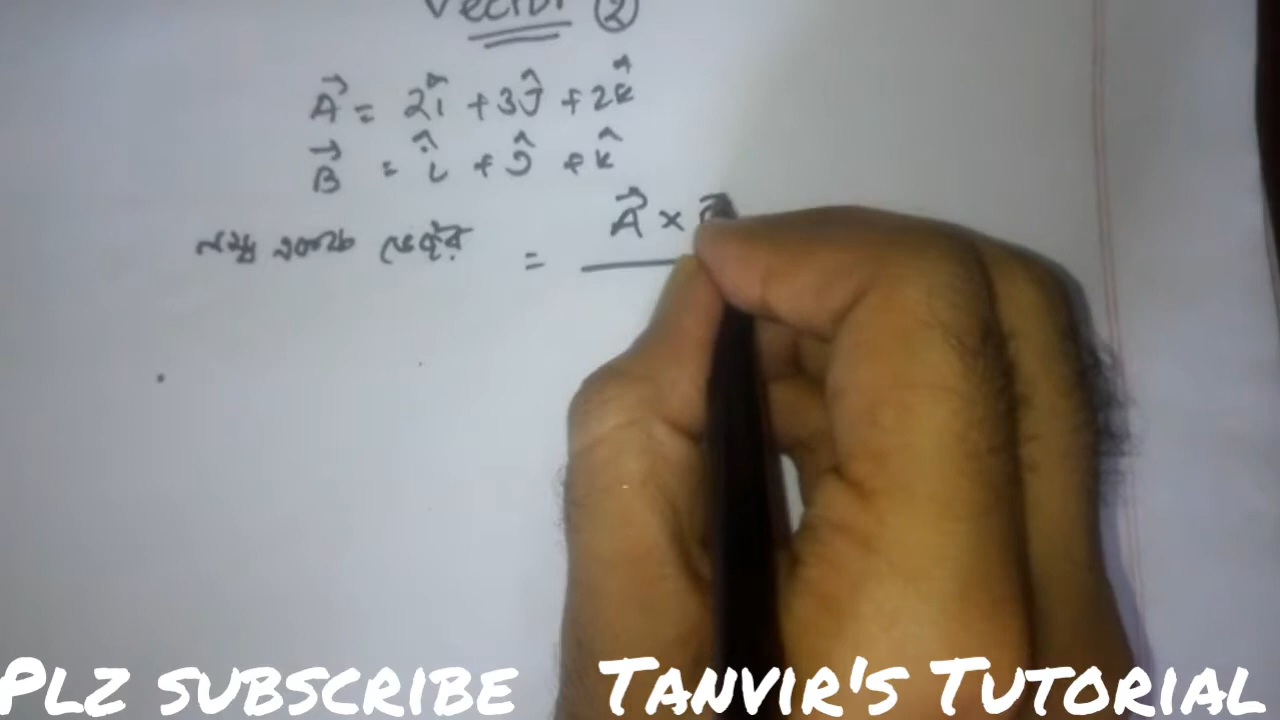 Vector ②
A⃗ = 2î + 3ĵ + 2k̂
B⃗ = î + ĵ + k̂
লম্ব একক ভেক্টর = A⃗ ×
PLZ SUBSCRIBE TANVIR'S TUTORIAL